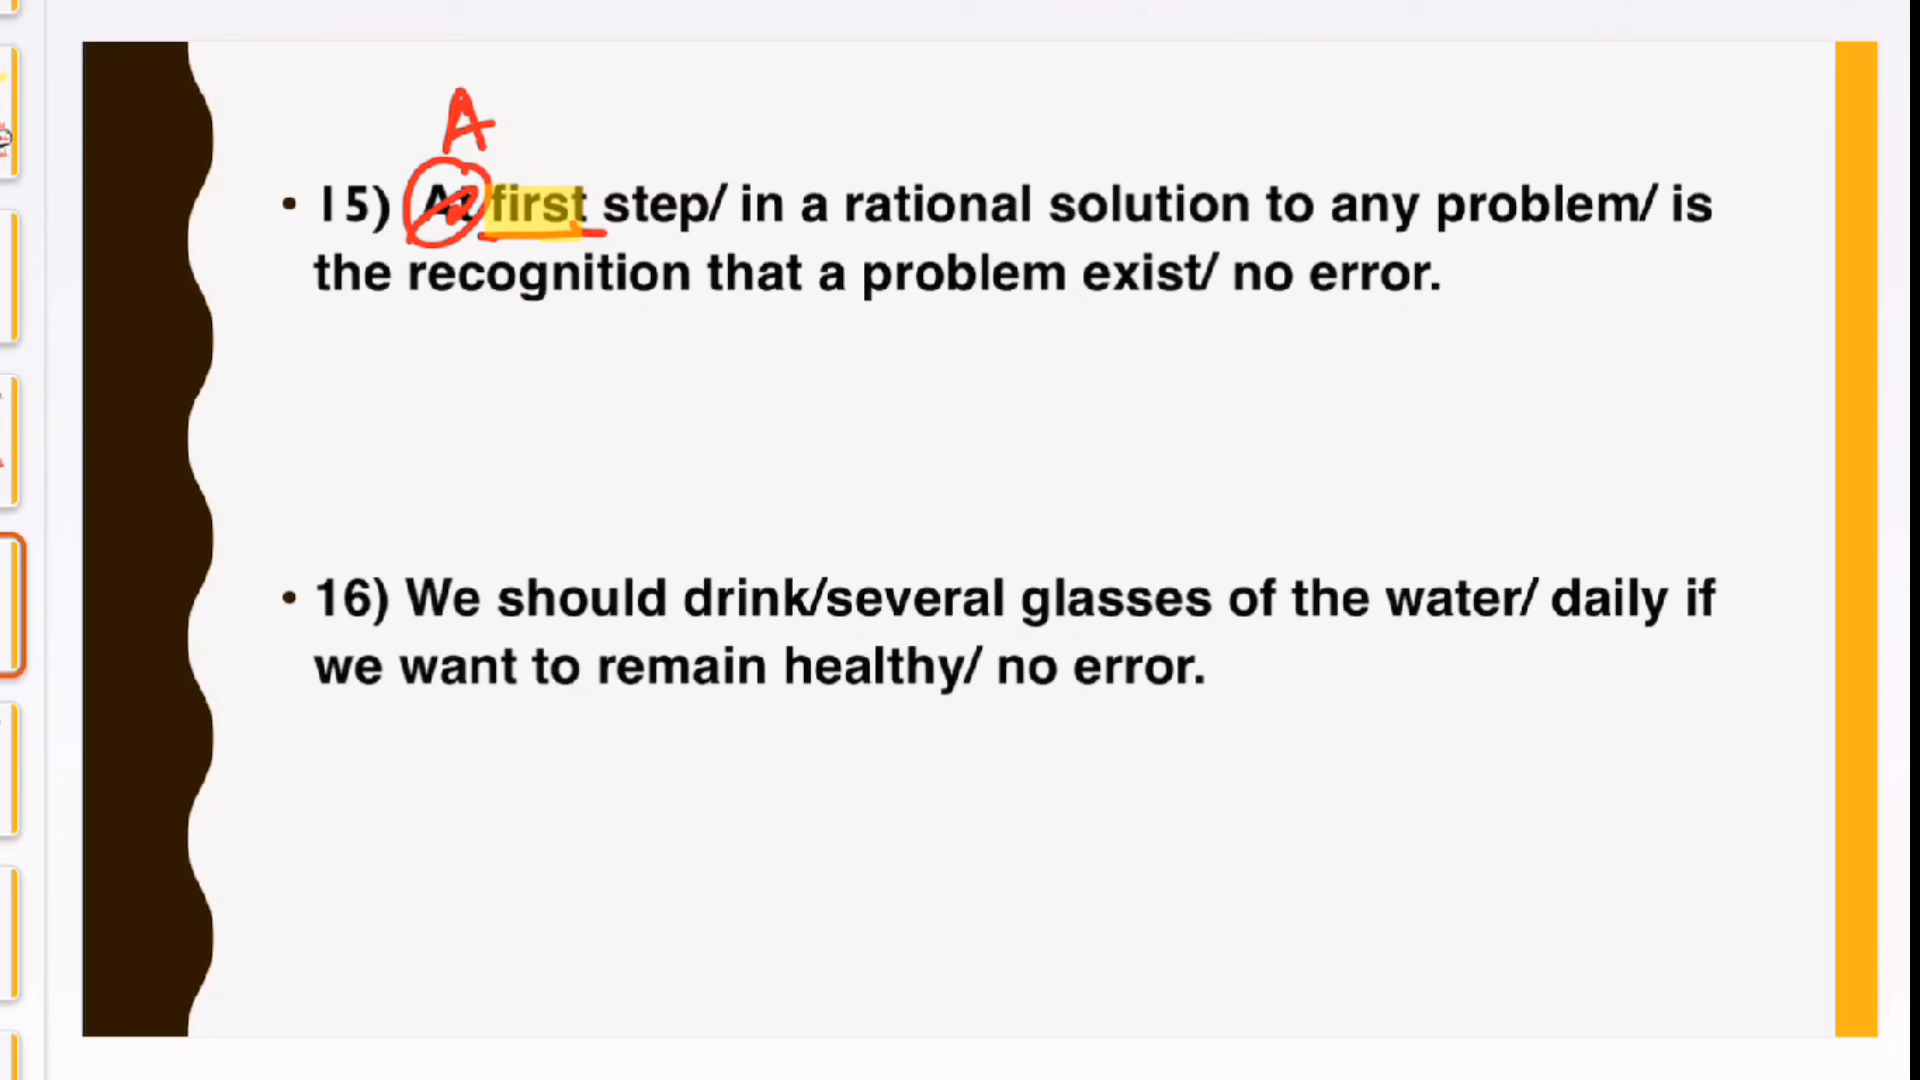 A
• 15) At first step/ in a rational solution to any problem/ is
the recognition that a problem exist/ no error.
• 16) We should drink/several glasses of the water/ daily if
we want to remain healthy/ no error.